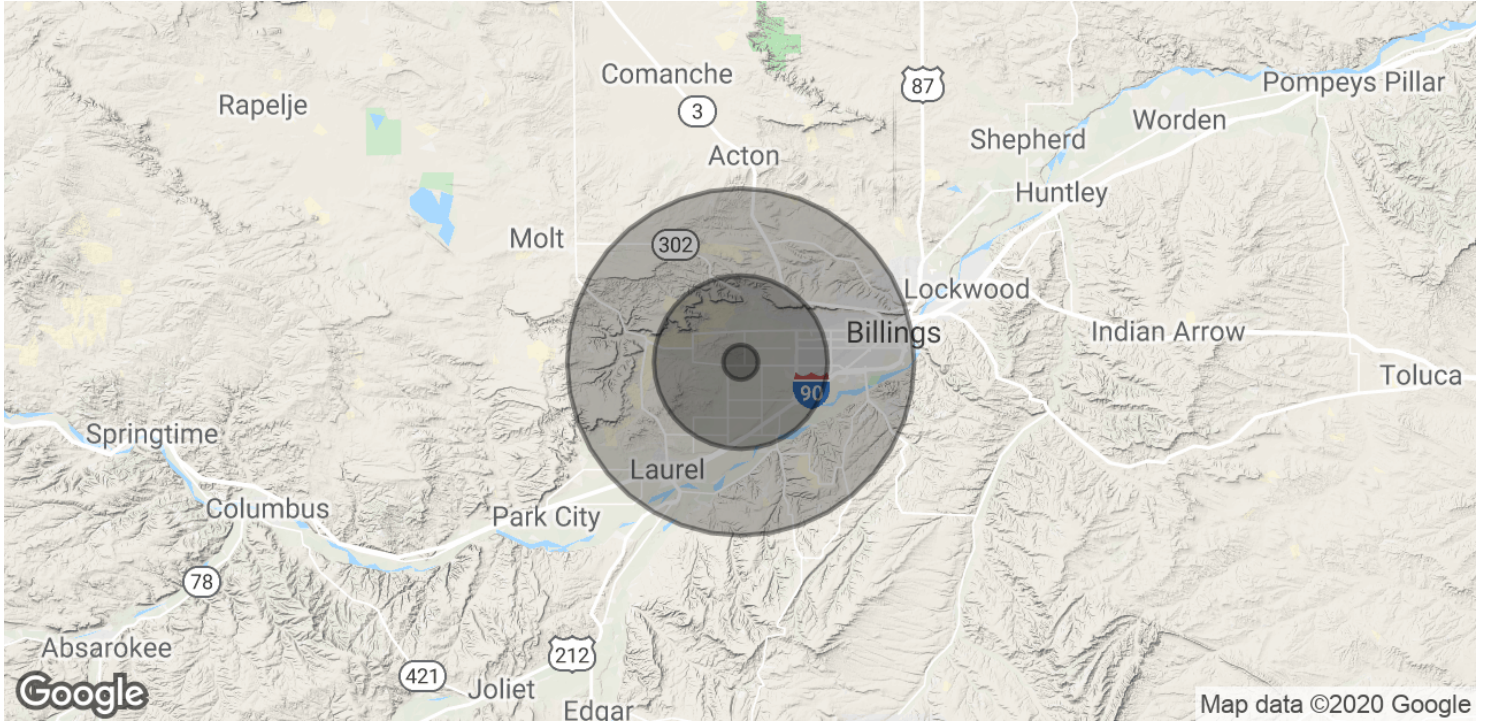 Comanche
87
Pompeys Pillar
Rapelje
3
Worden
Shepherd
Acton
Huntley
Molt
302
Lockwood
Billings
Indian Arrow
90
Toluca
Springtime
Laurel
Columbus
Park City
78
Absarokee
212
421
Joliet
Google
Edgar
Map data ©2020 Google